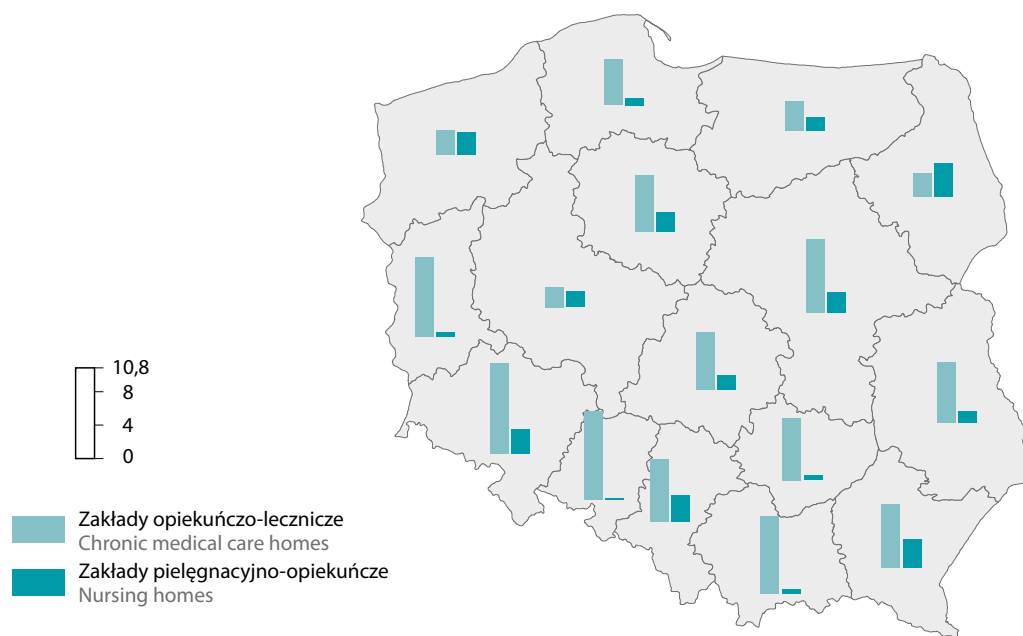 10,8
8
4
0
Zakłady opiekuńczo-lecznicze
Chronic medical care homes
Zakłady pielęgnacyjno-opiekuńcze
Nursing homes